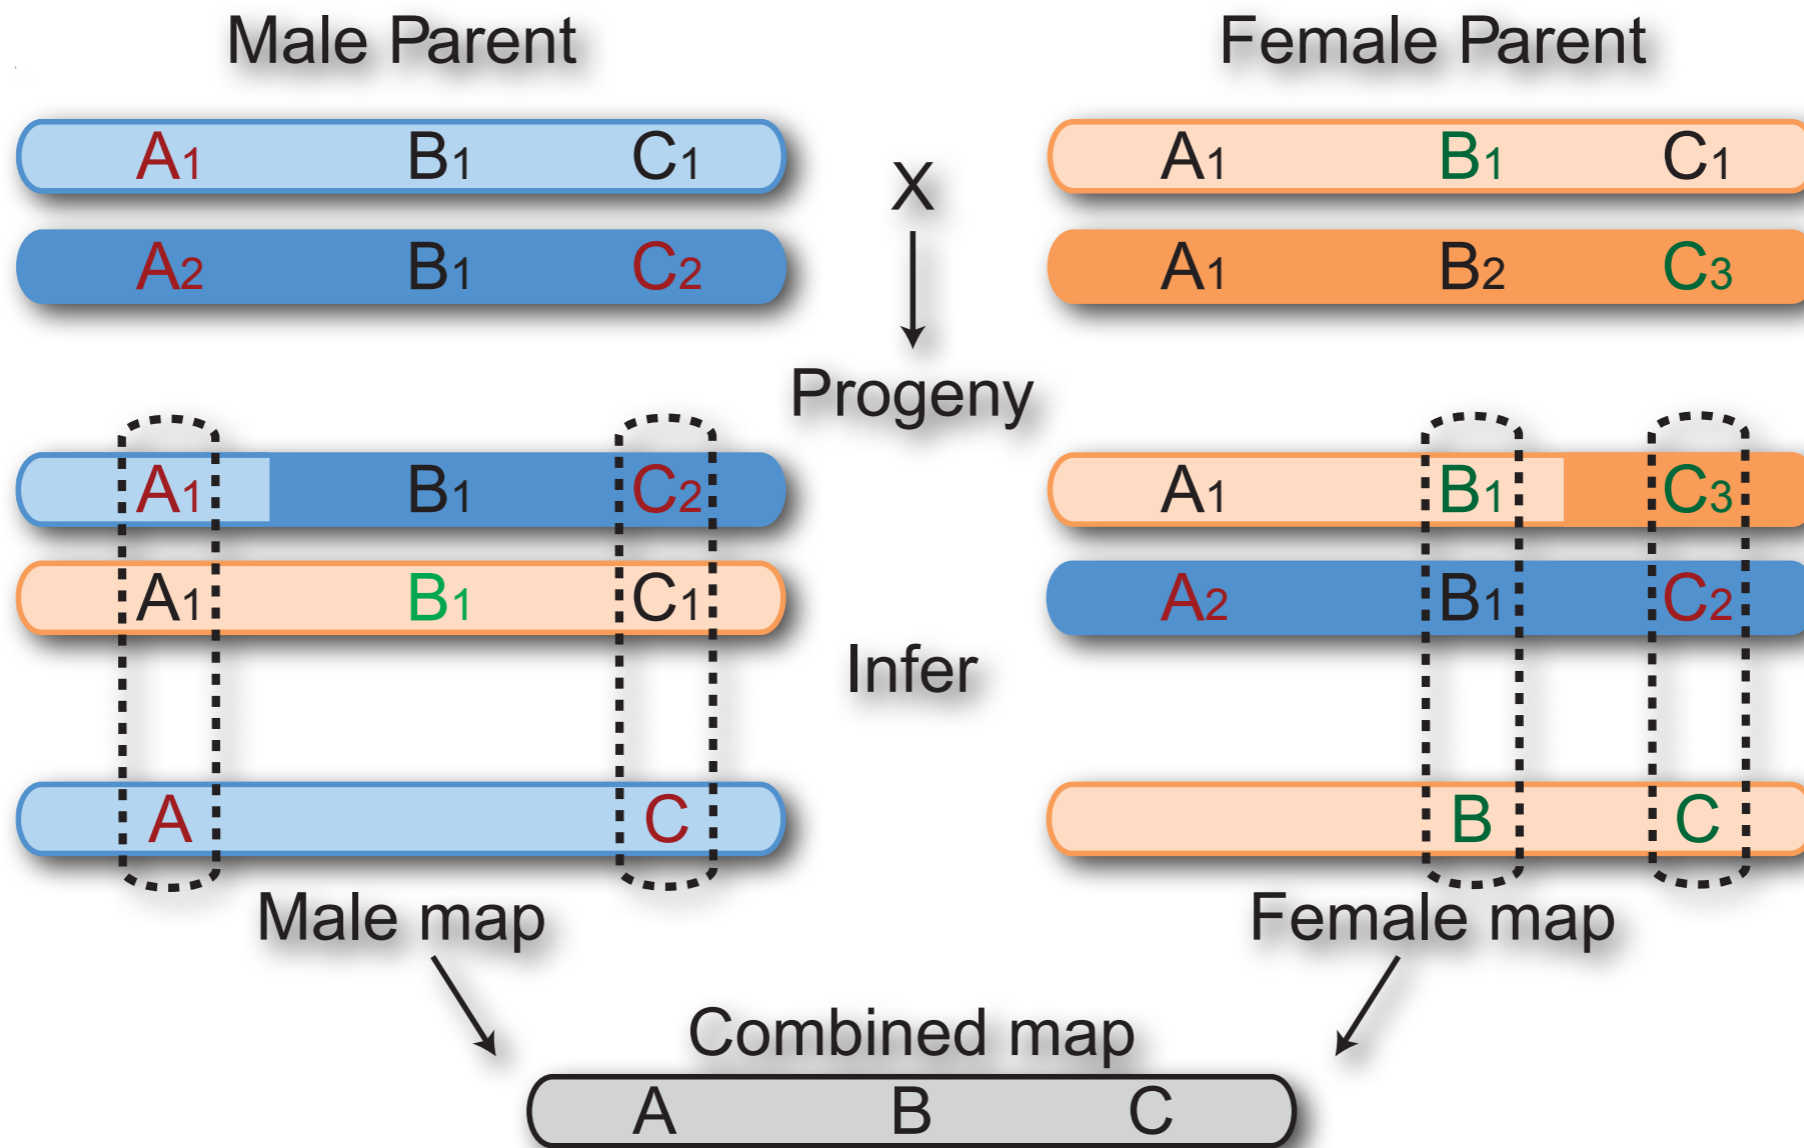 Male Parent
Female Parent
A1 B1 C1
A2 B1 C2
X
A1 B1 C1
A1 B2 C3
Progeny
A1 B1 C2
A1 B1 C1
A1 B1 C3
A2 B1 C2
Infer
A C
B C
Male map
Female map
Combined map
A B C